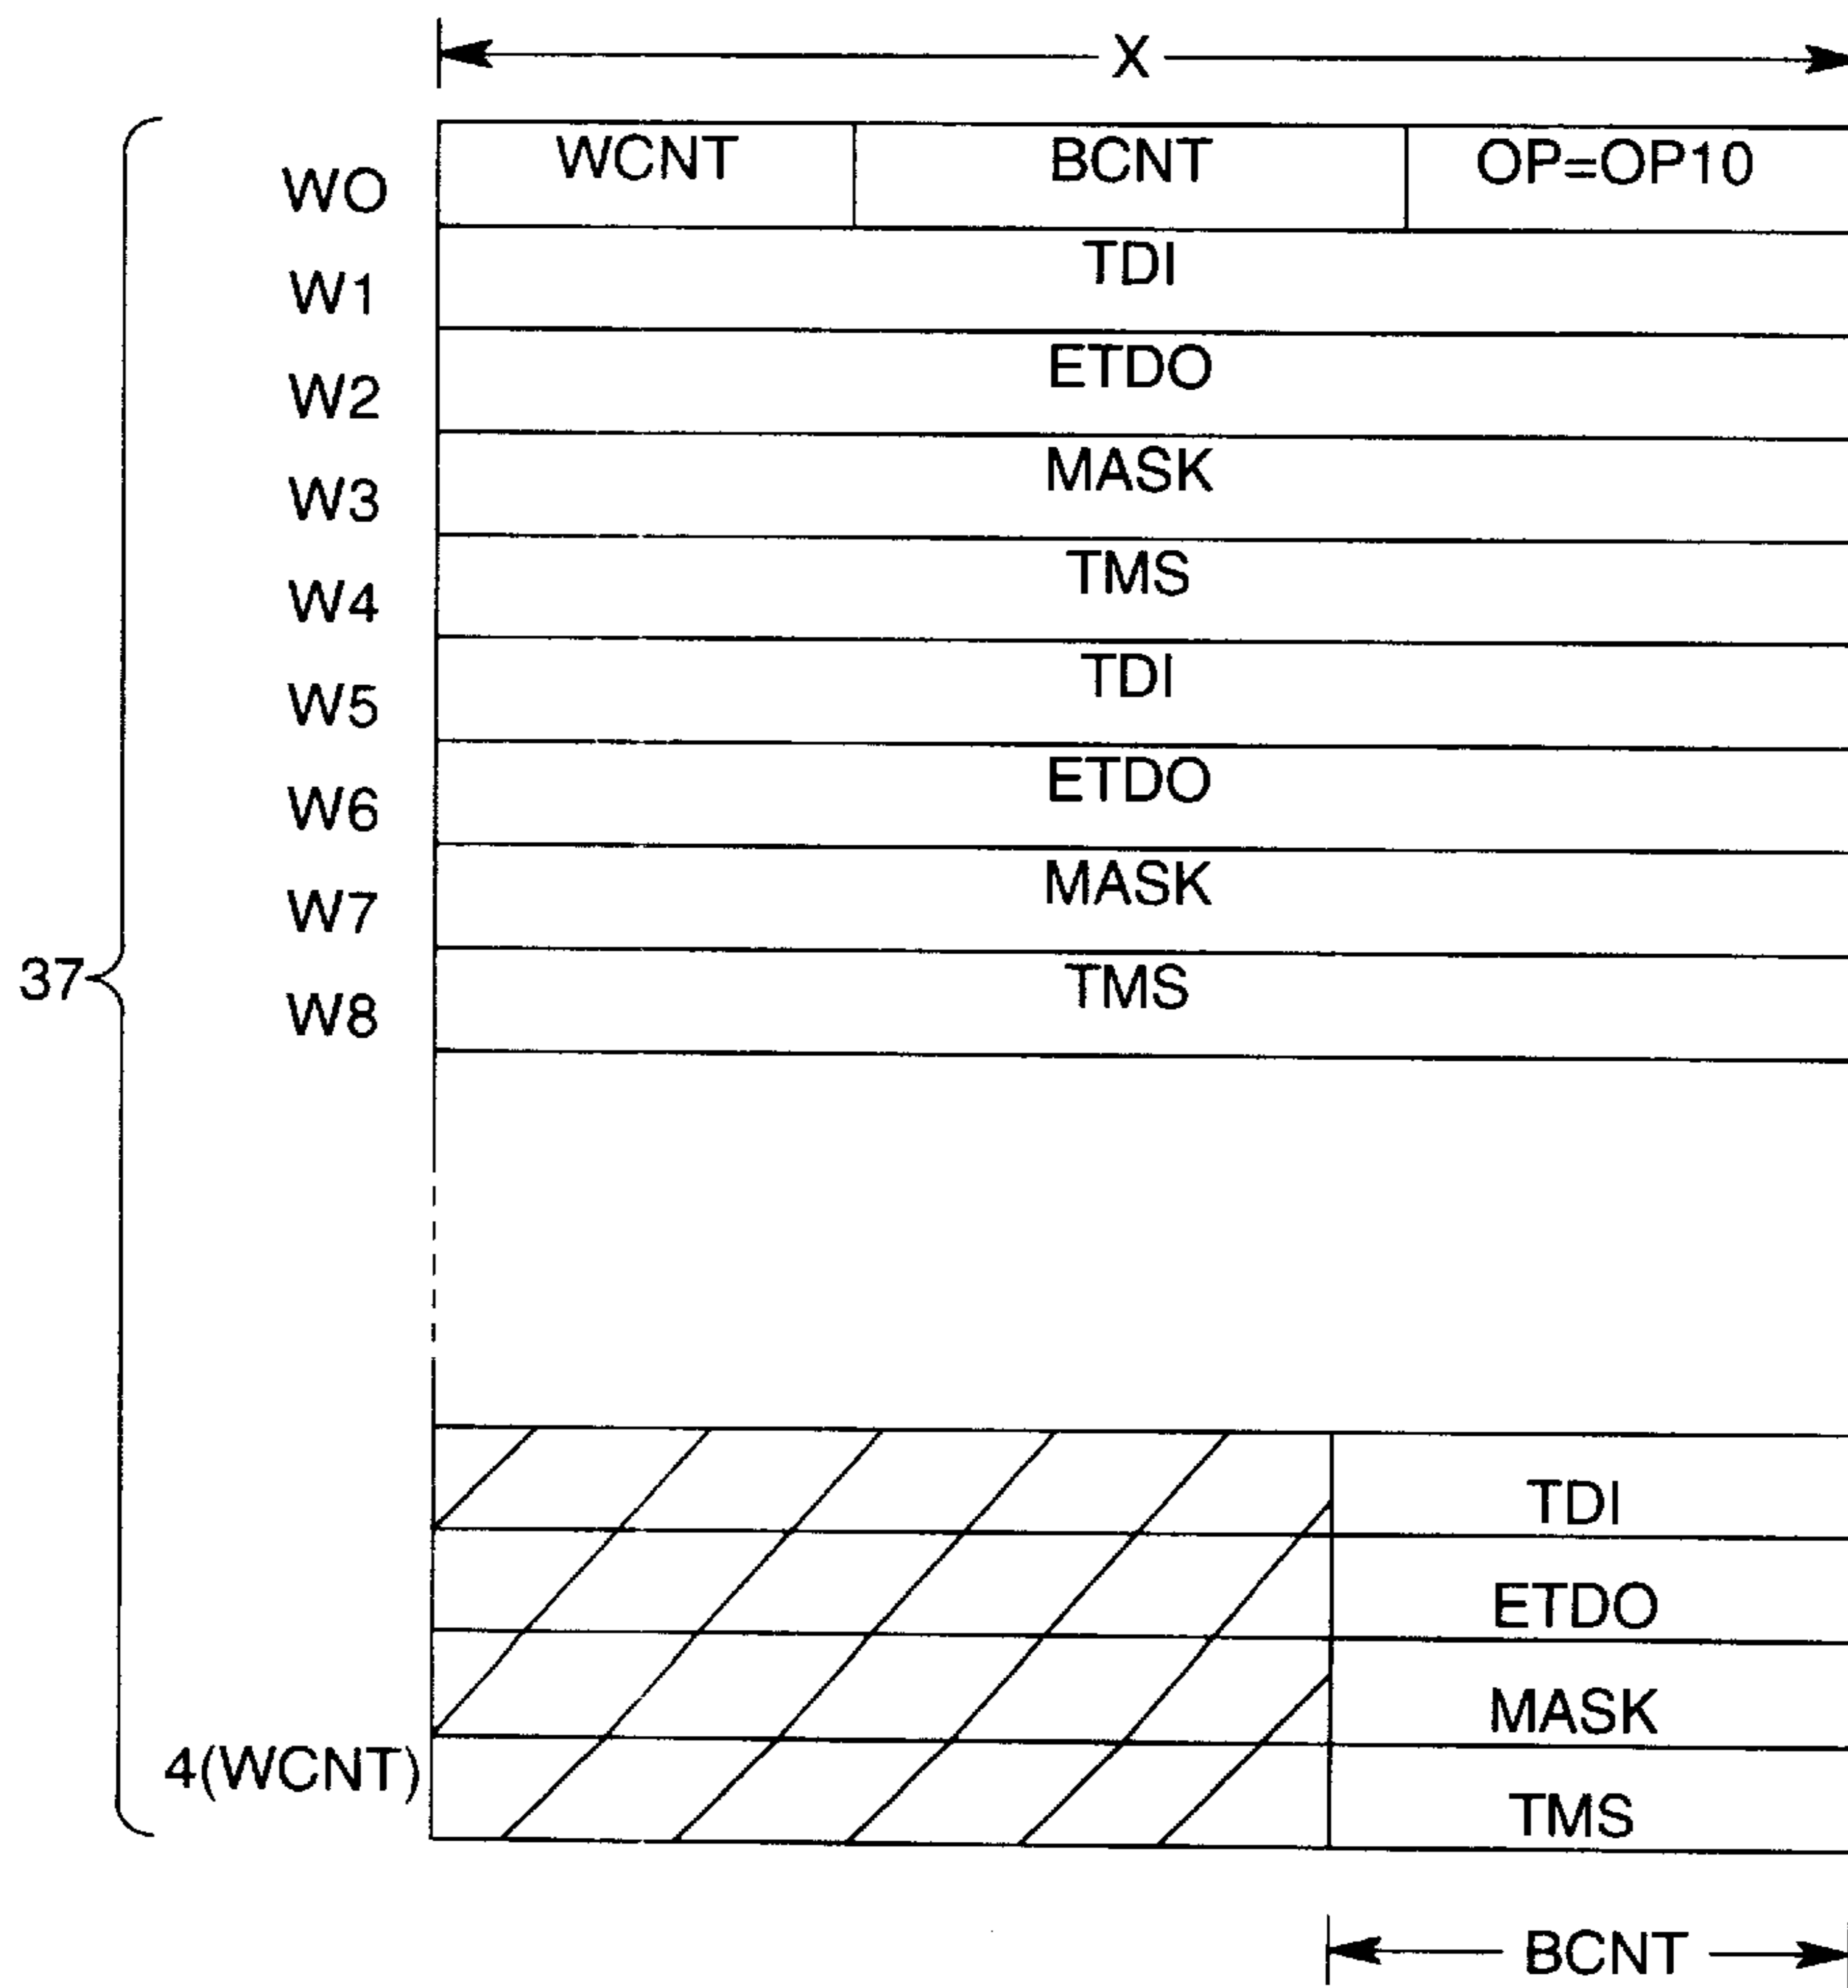 X
WO WCNT BCNT OP=OP10
W1 TDI
W2 ETDO
W3 MASK
W4 TMS
W5 TDI
W6 ETDO
W7 MASK
37
W8 TMS
TDI
ETDO
MASK
4(WCNT) TMS
BCNT